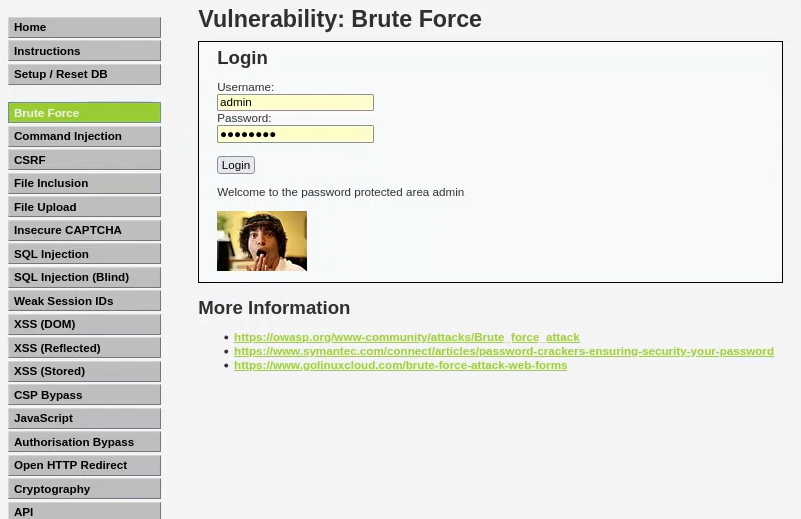 Home
Instructions
Setup / Reset DB
Brute Force
Command Injection
CSRF
File Inclusion
File Upload
Insecure CAPTCHA
SQL Injection
SQL Injection (Blind)
Weak Session IDs
XSS (DOM)
XSS (Reflected)
XSS (Stored)
CSP Bypass
JavaScript
Authorisation Bypass
Open HTTP Redirect
Cryptography
API
Vulnerability: Brute Force
Login
Username:
admin
Password:
●●●●●●●●
Login
Welcome to the password protected area admin
More Information
• https://owasp.org/www-community/attacks/Brute_force_attack
• https://www.symantec.com/connect/articles/password-crackers-ensuring-security-your-password
• https://www.golinuxcloud.com/brute-force-attack-web-forms